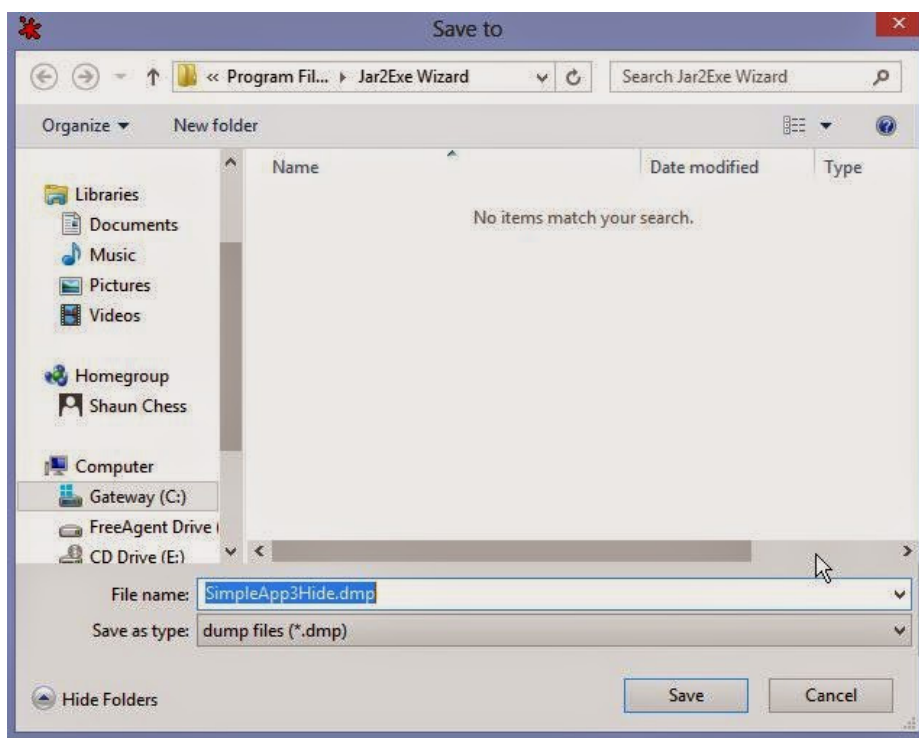 Save to
« Program Fil... Jar2Exe Wizard Search Jar2Exe Wizard
Organize New folder
Name Date modified Type
No items match your search.
Libraries
Documents
Music
Pictures
Videos
Homegroup
Shaun Chess
Computer
Gateway (C:)
FreeAgent Drive (
CD Drive (E:)
File name: SimpleApp3Hide.dmp
Save as type: dump files (*.dmp)
Hide Folders Save Cancel